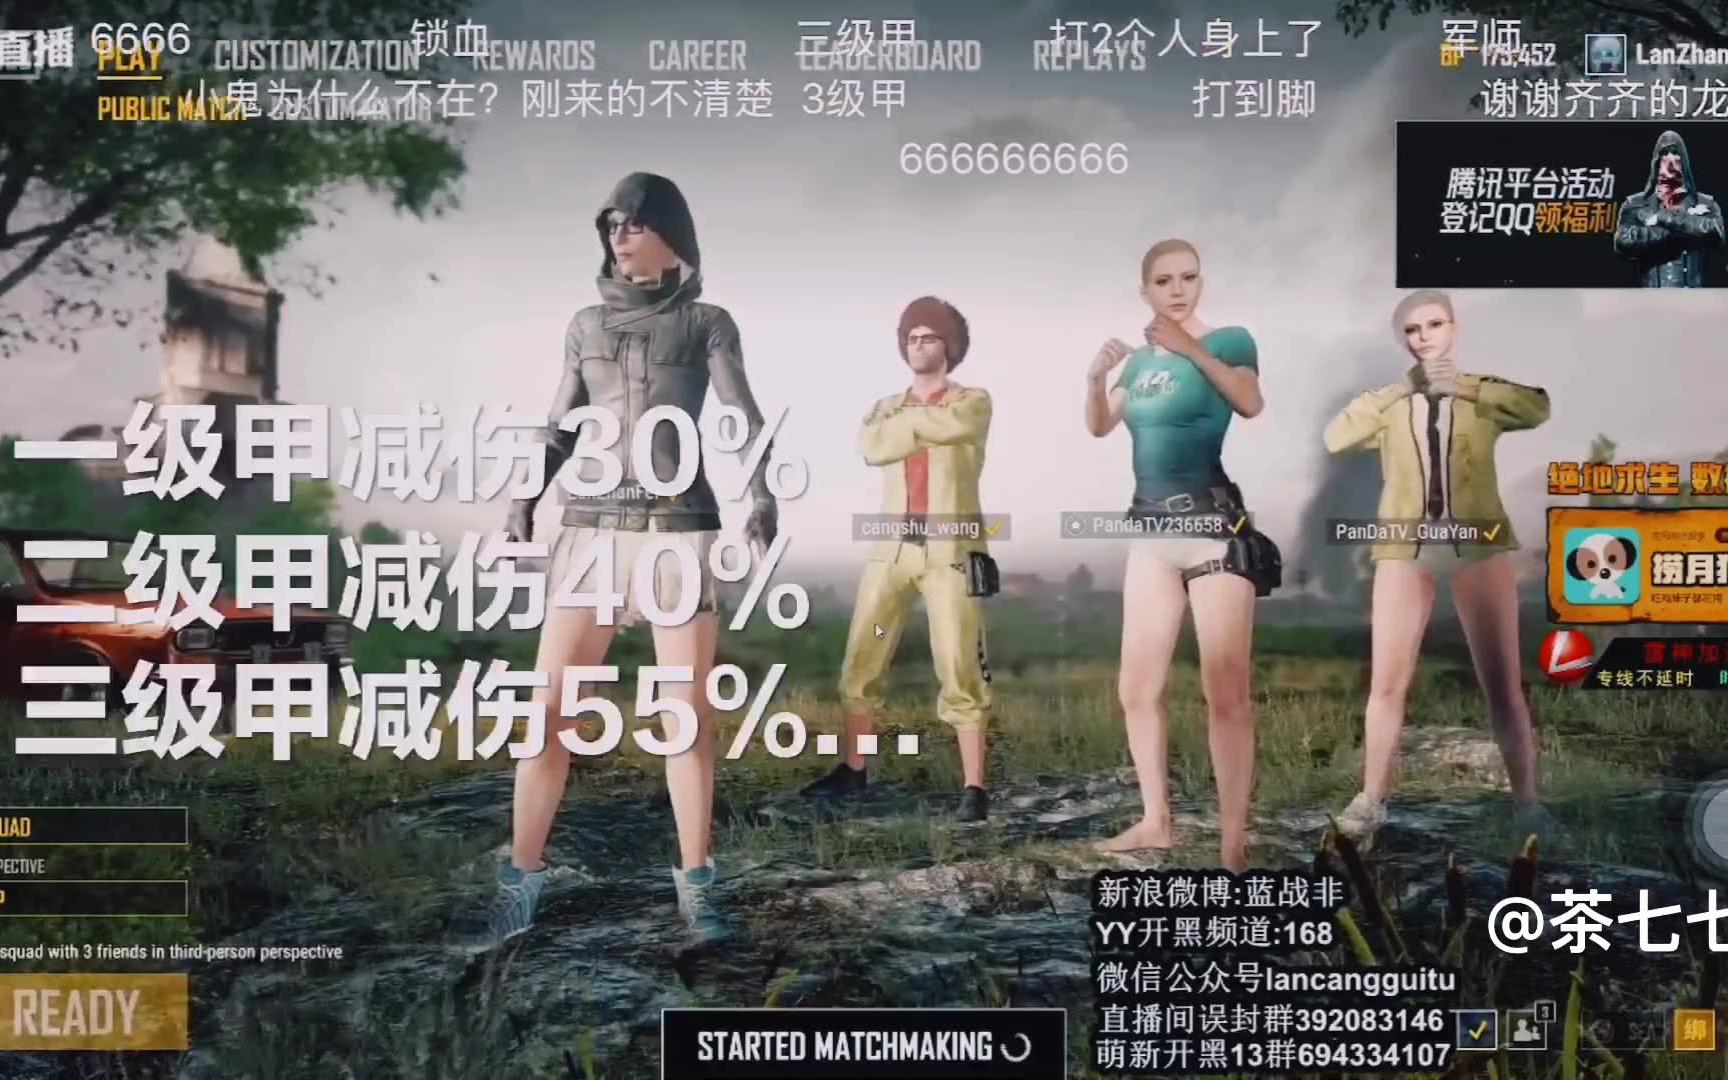 直播
6666
锁血
三级甲
打2个人身上了
军师
PLAY
CUSTOMIZATION
REWARDS
CAREER
LEADERBOARD
REPLAYS
BP 175,452
LanZhan
小鬼为什么不在？刚来的不清楚
3级甲
打到脚
谢谢齐齐的龙
PUBLIC MATCH
666666666
腾讯平台活动
登记QQ领福利
一级甲减伤30%
二级甲减伤40%
三级甲减伤55%...
cangshu_wang
PandaTV236658
PanDaTV_GuaYan
绝地求生
捞月
雷神加
专线不延时
UAD
PECTIVE
squad with 3 friends in third-person perspective
READY
STARTED MATCHMAKING
新浪微博:蓝战非
YY开黑频道:168
微信公众号lancangguitu
直播间误封群392083146
萌新开黑13群694334107
@茶七七
3
绑